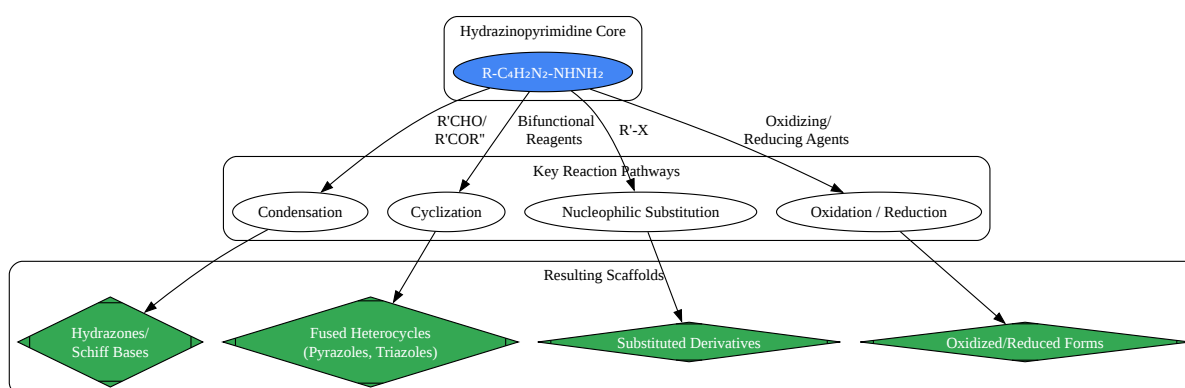 Hydrazinopyrimidine Core
R-C₄H₂N₂-NHNH₂
R'CHO/
R'COR"
Bifunctional
Reagents
R'-X
Oxidizing/
Reducing Agents
Key Reaction Pathways
Condensation
Cyclization
Nucleophilic Substitution
Oxidation / Reduction
Resulting Scaffolds
Hydrazones/
Schiff Bases
Fused Heterocycles
(Pyrazoles, Triazoles)
Substituted Derivatives
Oxidized/Reduced Forms